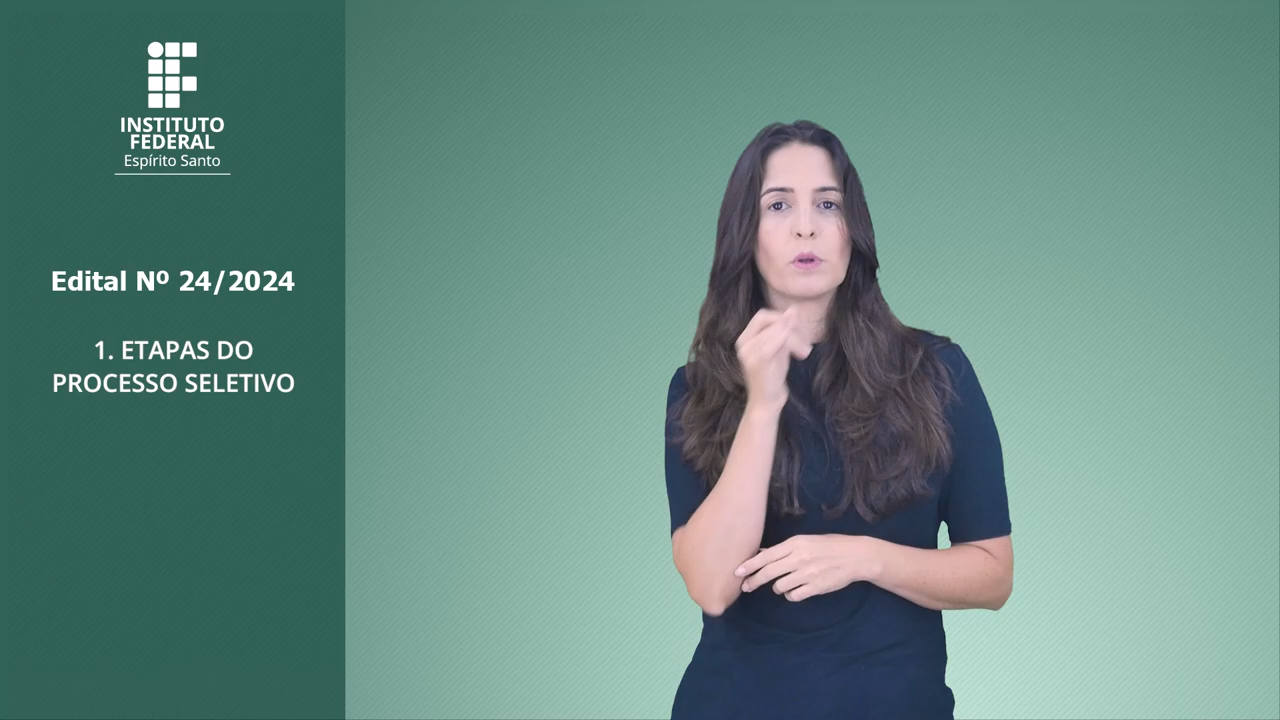 INSTITUTO
FEDERAL
Espírito Santo
Edital Nº 24/2024
1. ETAPAS DO
PROCESSO SELETIVO